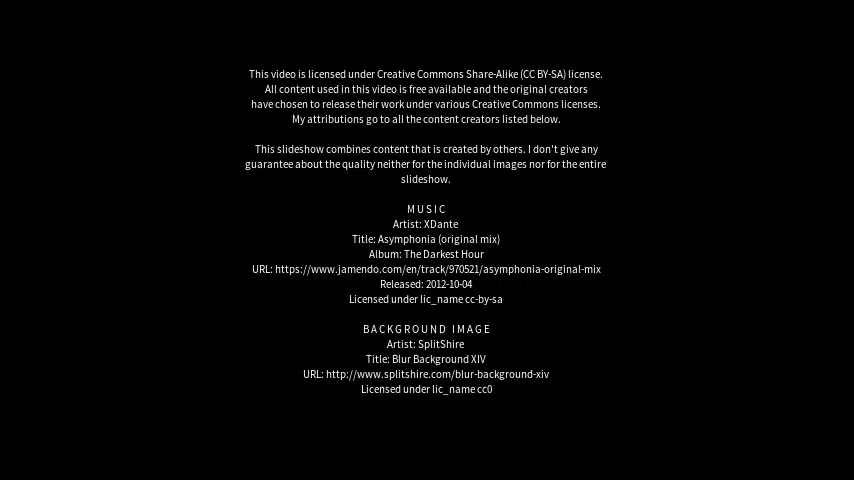 This video is licensed under Creative Commons Share-Alike (CC BY-SA) license.
All content used in this video is free available and the original creators
have chosen to release their work under various Creative Commons licenses.
My attributions go to all the content creators listed below.
This slideshow combines content that is created by others. I don't give any
guarantee about the quality neither for the individual images nor for the entire
slideshow.
MUSIC
Artist: XDante
Title: Asymphonia (original mix)
Album: The Darkest Hour
URL: https://www.jamendo.com/en/track/970521/asymphonia-original-mix
Released: 2012-10-04
Licensed under lic_name cc-by-sa
BACKGROUND IMAGE
Artist: SplitShire
Title: Blur Background XIV
URL: http://www.splitshire.com/blur-background-xiv
Licensed under lic_name cc0